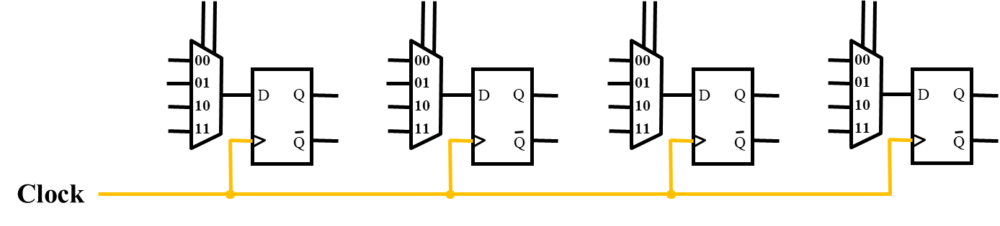 00 00 00 00
01 01 01 01
D Q D Q D Q D Q
10 10 10 10
11 11 11 11
Q̅ Q̅ Q̅ Q̅
Clock